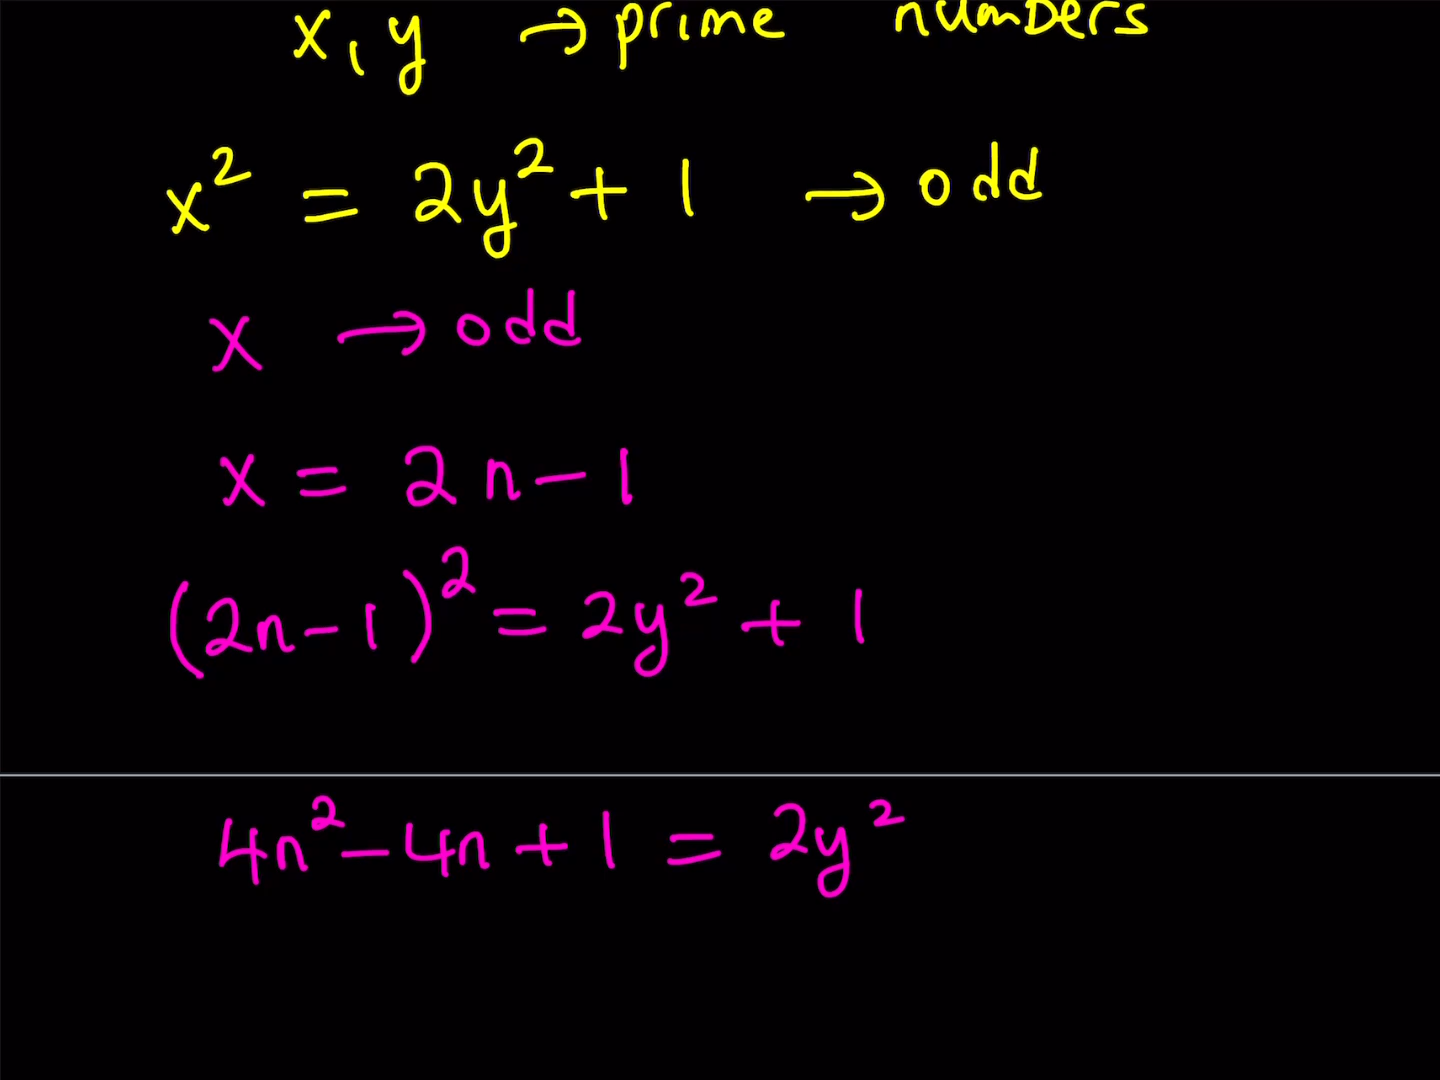 x, y → prime numbers
x² = 2y² + 1 → odd
x → odd
x = 2n - 1
(2n - 1)² = 2y² + 1
4n² - 4n + 1 = 2y²